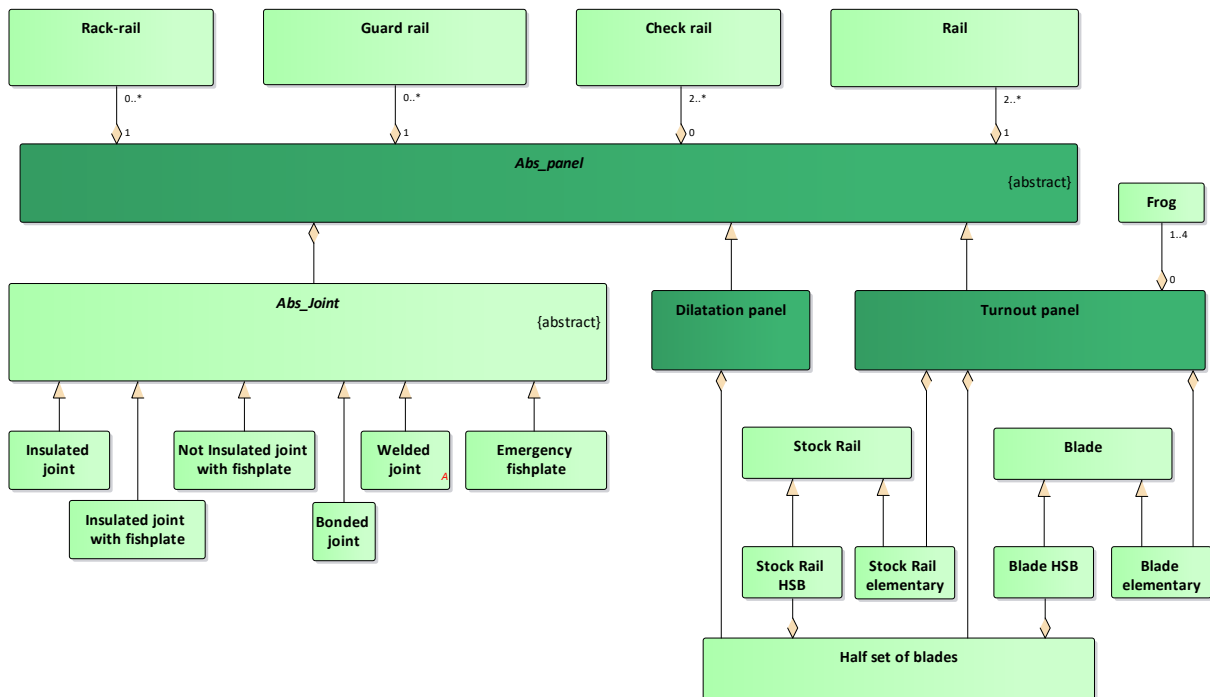 Rack-rail
Guard rail
Check rail
Rail
0..*
0..*
2..*
2..*
1
1
0
1
Abs_panel
{abstract}
Frog
1..4
0
Abs_Joint
{abstract}
Dilatation panel
Turnout panel
Insulated
joint
Not Insulated joint
with fishplate
Welded
joint
A
Emergency
fishplate
Stock Rail
Blade
Insulated joint
with fishplate
Bonded
joint
Stock Rail
HSB
Stock Rail
elementary
Blade HSB
Blade
elementary
Half set of blades